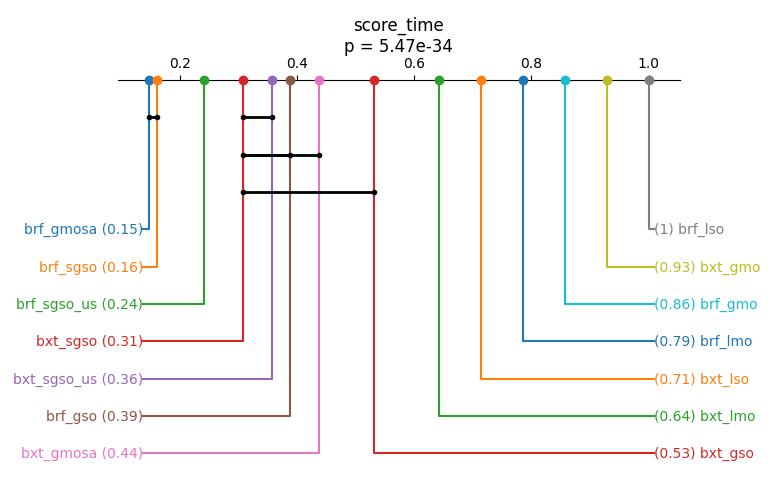 score_time
p = 5.47e-34
0.2 0.4 0.6 0.8 1.0
brf_gmosa (0.15) (1) brf_lso
brf_sgso (0.16) (0.93) bxt_gmo
brf_sgso_us (0.24) (0.86) brf_gmo
bxt_sgso (0.31) (0.79) brf_lmo
bxt_sgso_us (0.36) (0.71) bxt_lso
brf_gso (0.39) (0.64) bxt_lmo
bxt_gmosa (0.44) (0.53) bxt_gso